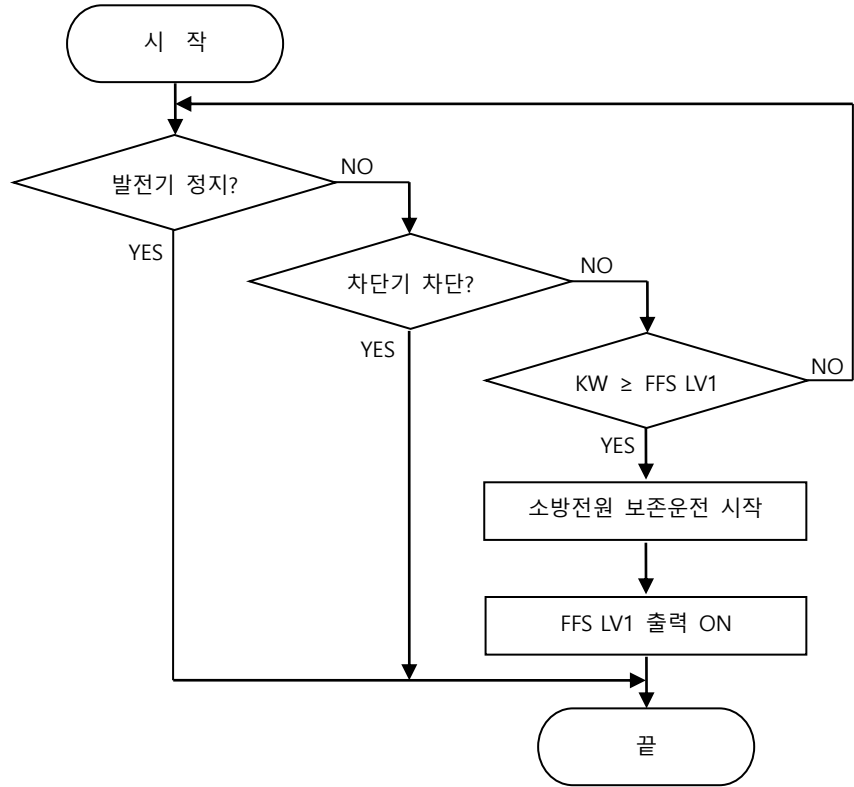 시 작
발전기 정지?
NO
YES
차단기 차단?
NO
YES
KW ≥ FFS LV1
NO
YES
소방전원 보존운전 시작
FFS LV1 출력 ON
끝